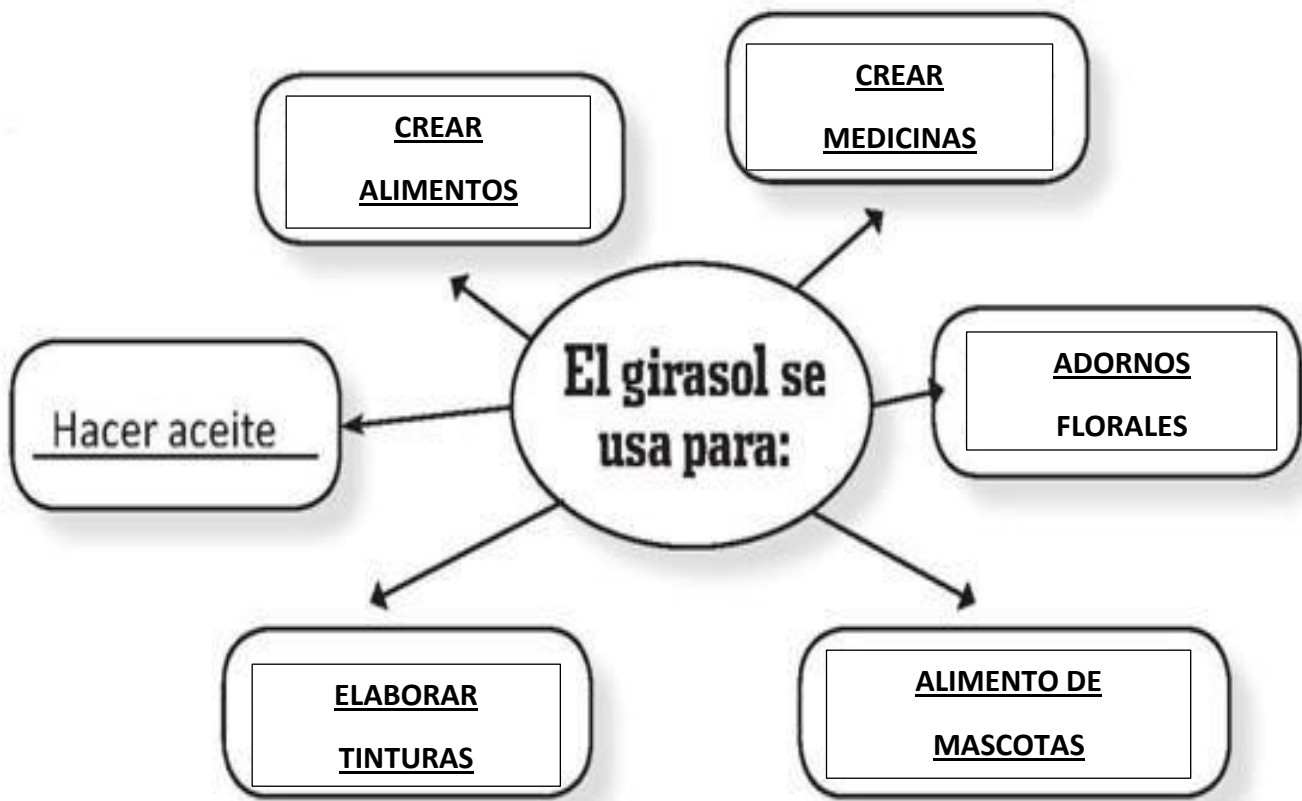 CREAR
MEDICINAS
CREAR
ALIMENTOS
El girasol se
usa para:
ADORNOS
FLORALES
Hacer aceite
ELABORAR
TINTURAS
ALIMENTO DE
MASCOTAS